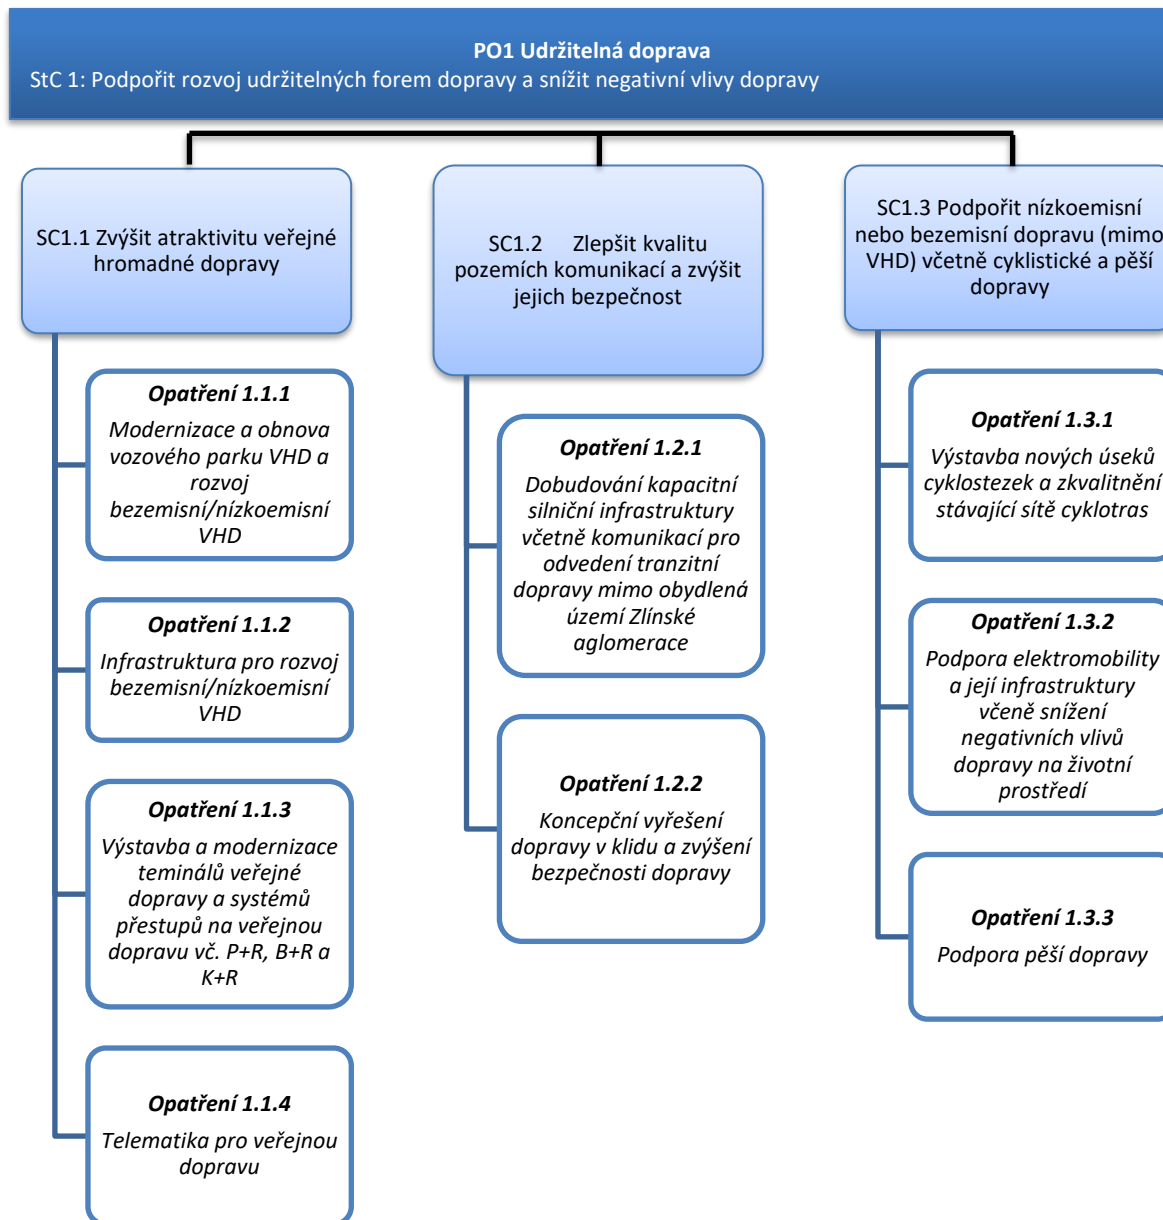 PO1 Udržitelná doprava
StC 1: Podpořit rozvoj udržitelných forem dopravy a snížit negativní vlivy dopravy
SC1.1 Zvýšit atraktivitu veřejné
hromadné dopravy
Opatření 1.1.1
Modernizace a obnova
vozového parku VHD a
rozvoj
bezemisní/nízkoemisní
VHD
Opatření 1.1.2
Infrastruktura pro rozvoj
bezemisní/nízkoemisní
VHD
Opatření 1.1.3
Výstavba a modernizace
teminálů veřejné
dopravy a systémů
přestupů na veřejnou
dopravu vč. P+R, B+R a
K+R
Opatření 1.1.4
Telematika pro veřejnou
dopravu
SC1.2 Zlepšit kvalitu
pozemích komunikací a zvýšit
jejich bezpečnost
Opatření 1.2.1
Dobudování kapacitní
silniční infrastruktury
včetně komunikací pro
odvedení tranzitní
dopravy mimo obydlená
území Zlínské
aglomerace
Opatření 1.2.2
Koncepční vyřešení
dopravy v klidu a zvýšení
bezpečnosti dopravy
SC1.3 Podpořit nízkoemisní
nebo bezemisní dopravu (mimo
VHD) včetně cyklistické a pěší
dopravy
Opatření 1.3.1
Výstavba nových úseků
cyklostezek a zkvalitnění
stávající sítě cyklotras
Opatření 1.3.2
Podpora elektromobility
a její infrastruktury
včeně snížení
negativních vlivů
dopravy na životní
prostředí
Opatření 1.3.3
Podpora pěší dopravy